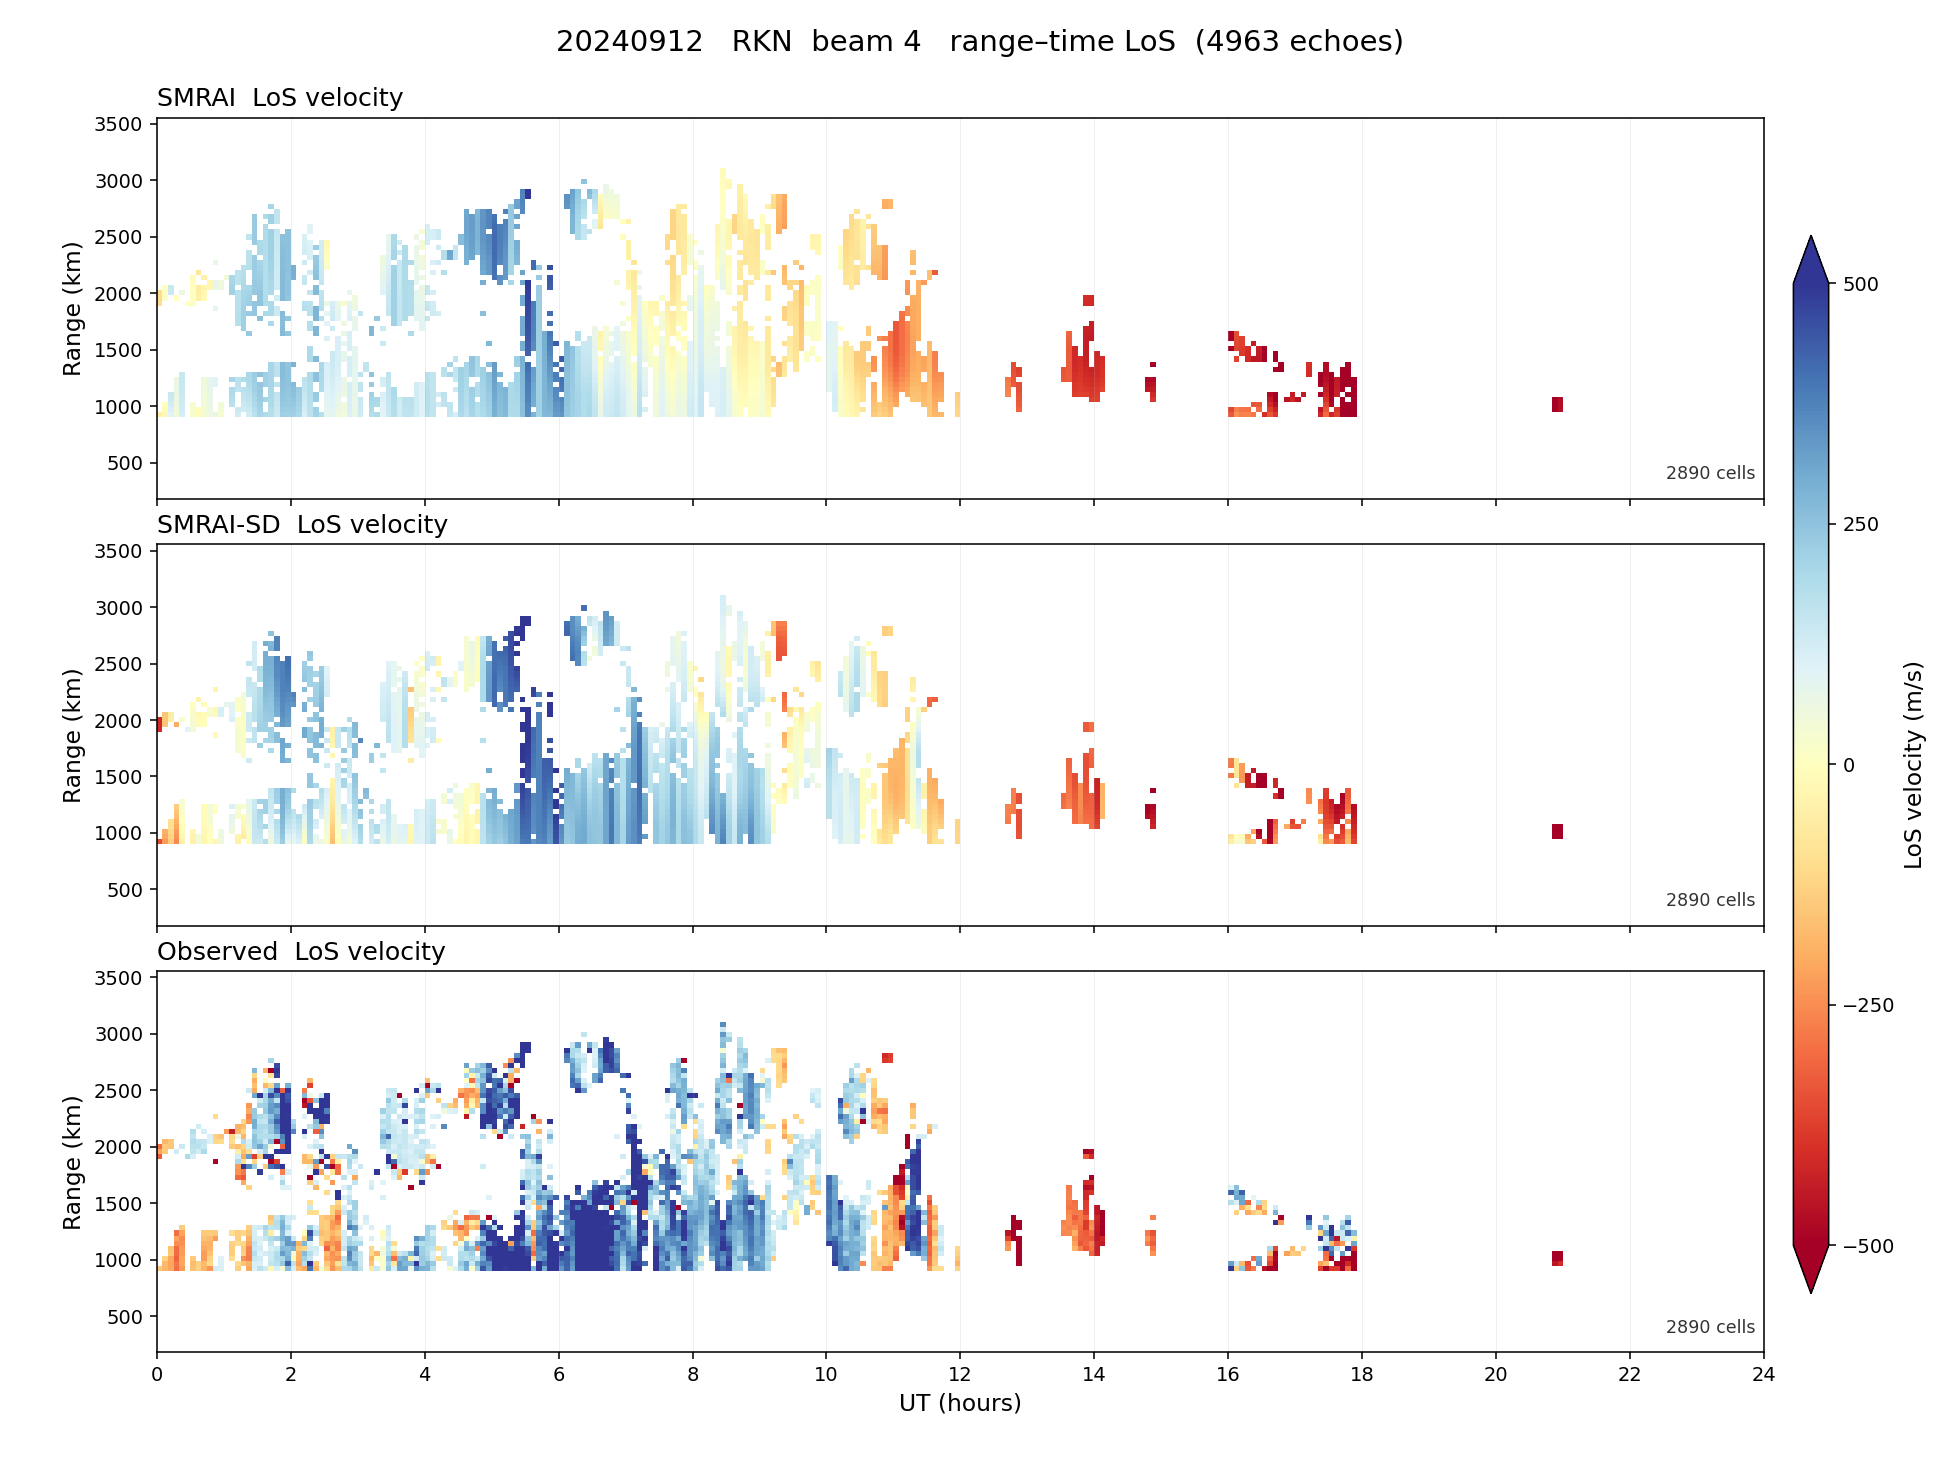 20240912   RKN  beam 4   range–time LoS  (4963 echoes)
SMRAI  LoS velocity
3500
3000
2500
2000
1500
1000
500
Range (km)
2890 cells
SMRAI-SD  LoS velocity
3500
3000
2500
2000
1500
1000
500
Range (km)
2890 cells
Observed  LoS velocity
3500
3000
2500
2000
1500
1000
500
Range (km)
2890 cells
0 2 4 6 8 10 12 14 16 18 20 22 24
UT (hours)
500
250
0
−250
−500
LoS velocity (m/s)